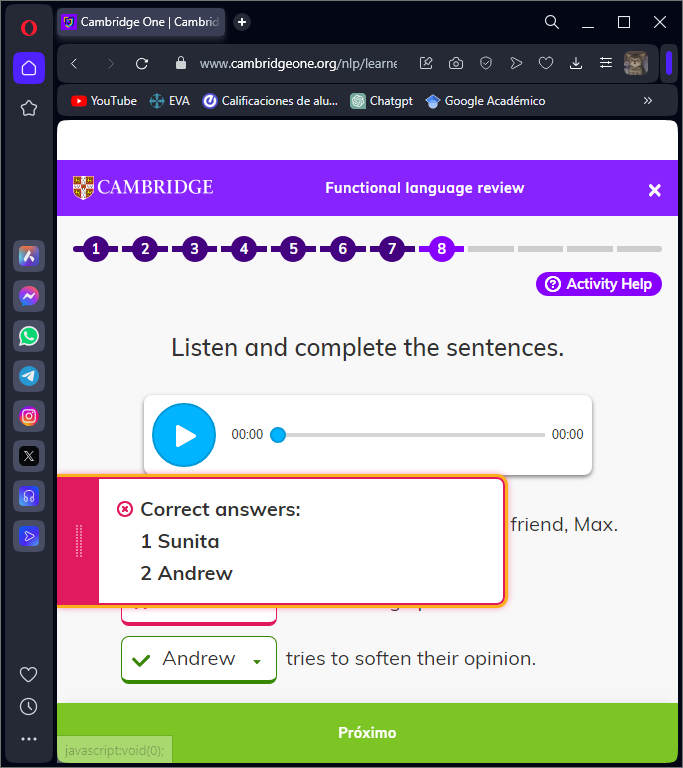 Cambridge One | Cambrid
www.cambridgeone.org/nlp/learne
YouTube
EVA
Calificaciones de alu...
Chatgpt
Google Académico
CAMBRIDGE
Functional language review
1 2 3 4 5 6 7 8
Activity Help
Listen and complete the sentences.
00:00
00:00
Correct answers:
1 Sunita
2 Andrew
friend, Max.
Andrew
tries to soften their opinion.
Próximo
javascript:void(0);